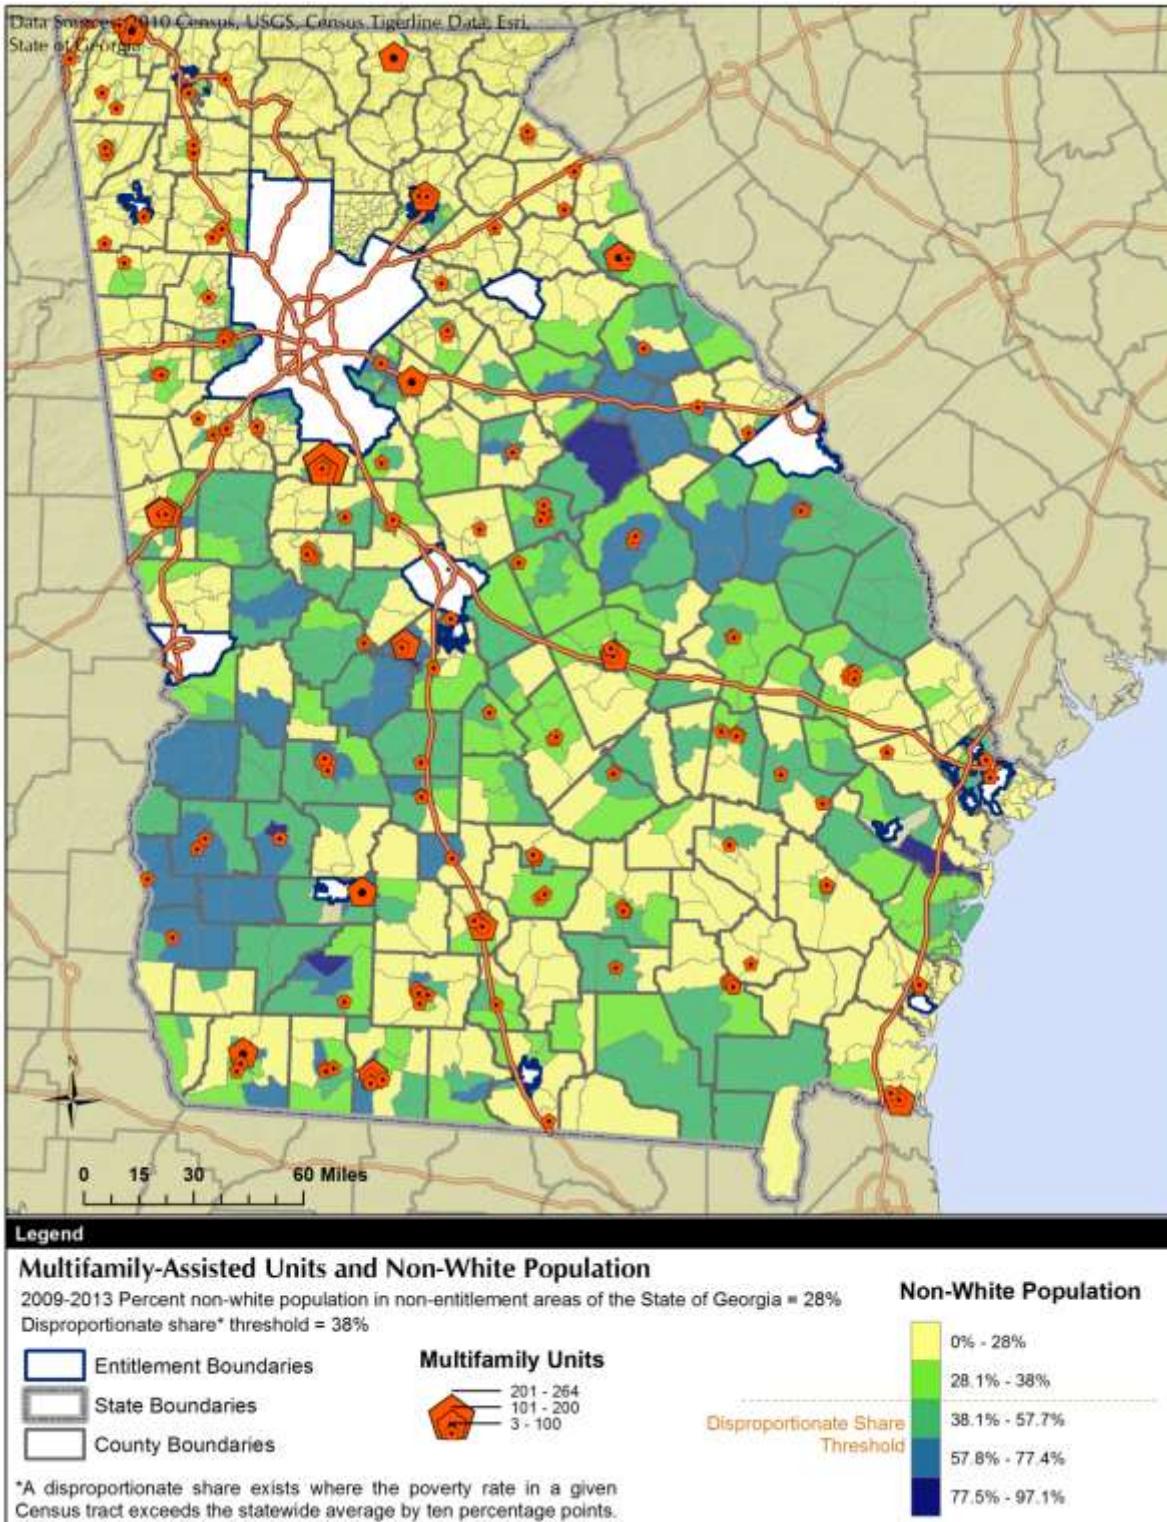 Data Sources: 2010 Census, USGS, Census Tigerline Data, Esri,
State of Georgia
N
0 15 30 60 Miles
Legend
Multifamily-Assisted Units and Non-White Population
2009-2013 Percent non-white population in non-entitlement areas of the State of Georgia = 28%
Disproportionate share* threshold = 38%
Entitlement Boundaries
State Boundaries
County Boundaries
Multifamily Units
201 - 264
101 - 200
3 - 100
Non-White Population
0% - 28%
28.1% - 38%
Disproportionate Share
Threshold
38.1% - 57.7%
57.8% - 77.4%
77.5% - 97.1%
*A disproportionate share exists where the poverty rate in a given
Census tract exceeds the statewide average by ten percentage points.